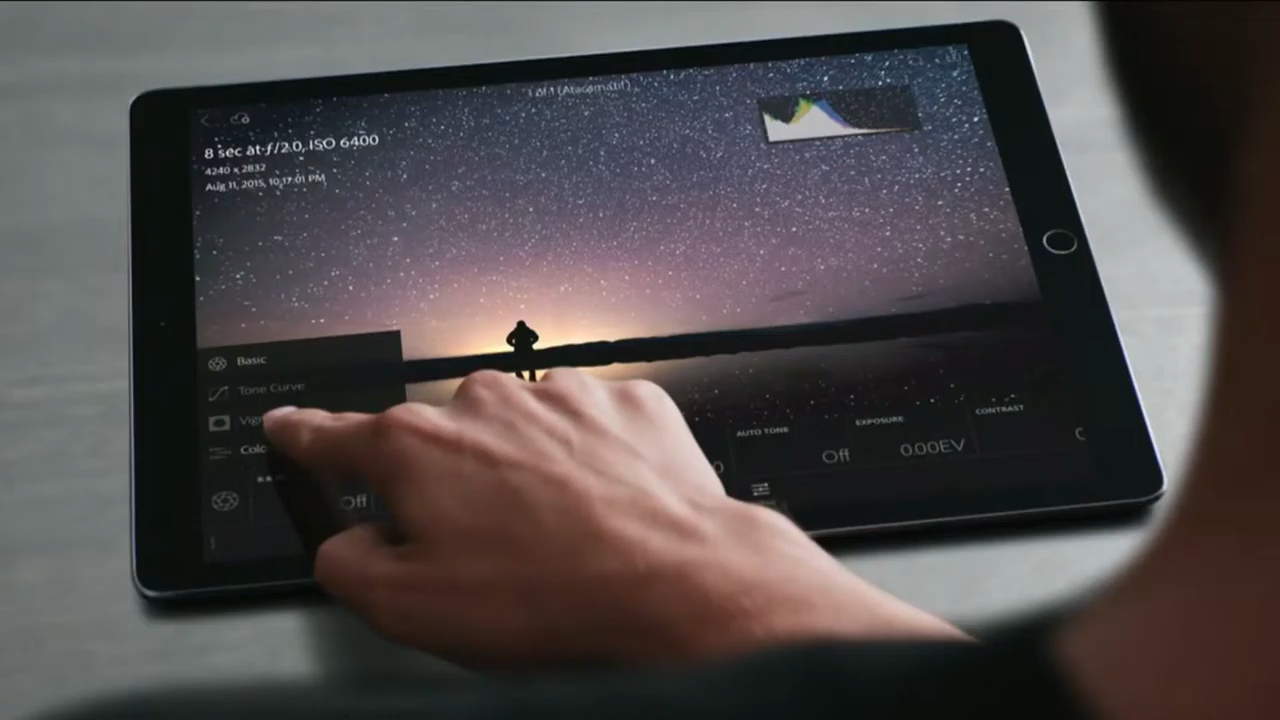 8 sec at ƒ/2.0, ISO 6400
4240 x 2832
Aug 11, 2015, 10:17:01 PM
Basic
Tone Curve
AUTO TONE
Off
EXPOSURE
0.00EV
CONTRAST
Off